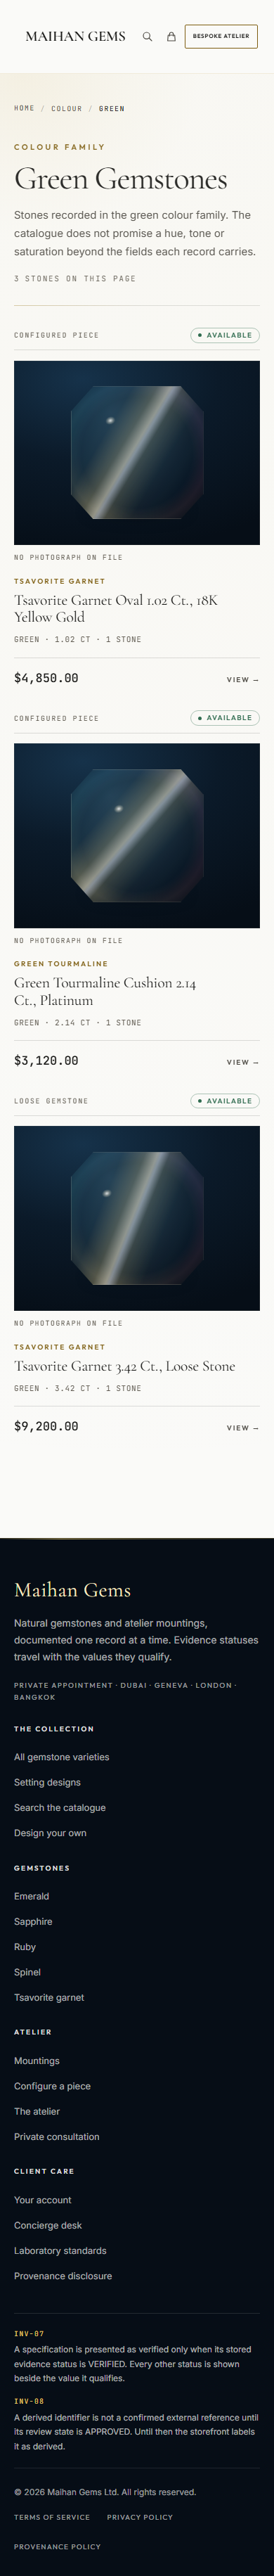 MAIHAN GEMS
BESPOKE ATELIER
HOME / COLOUR / GREEN
COLOUR FAMILY
Green Gemstones
Stones recorded in the green colour family. The
catalogue does not promise a hue, tone or
saturation beyond the fields each record carries.
3 STONES ON THIS PAGE
CONFIGURED PIECE
AVAILABLE
NO PHOTOGRAPH ON FILE
TSAVORITE GARNET
Tsavorite Garnet Oval 1.02 Ct., 18K
Yellow Gold
GREEN · 1.02 CT · 1 STONE
$4,850.00
VIEW →
CONFIGURED PIECE
AVAILABLE
NO PHOTOGRAPH ON FILE
GREEN TOURMALINE
Green Tourmaline Cushion 2.14
Ct., Platinum
GREEN · 2.14 CT · 1 STONE
$3,120.00
VIEW →
LOOSE GEMSTONE
AVAILABLE
NO PHOTOGRAPH ON FILE
TSAVORITE GARNET
Tsavorite Garnet 3.42 Ct., Loose Stone
GREEN · 3.42 CT · 1 STONE
$9,200.00
VIEW →
Maihan Gems
Natural gemstones and atelier mountings,
documented one record at a time. Evidence statuses
travel with the values they qualify.
PRIVATE APPOINTMENT · DUBAI · GENEVA · LONDON ·
BANGKOK
THE COLLECTION
All gemstone varieties
Setting designs
Search the catalogue
Design your own
GEMSTONES
Emerald
Sapphire
Ruby
Spinel
Tsavorite garnet
ATELIER
Mountings
Configure a piece
The atelier
Private consultation
CLIENT CARE
Your account
Concierge desk
Laboratory standards
Provenance disclosure
INV-07
A specification is presented as verified only when its stored
evidence status is VERIFIED. Every other status is shown
beside the value it qualifies.
INV-08
A derived identifier is not a confirmed external reference until
its review state is APPROVED. Until then the storefront labels
it as derived.
© 2026 Maihan Gems Ltd. All rights reserved.
TERMS OF SERVICE PRIVACY POLICY
PROVENANCE POLICY